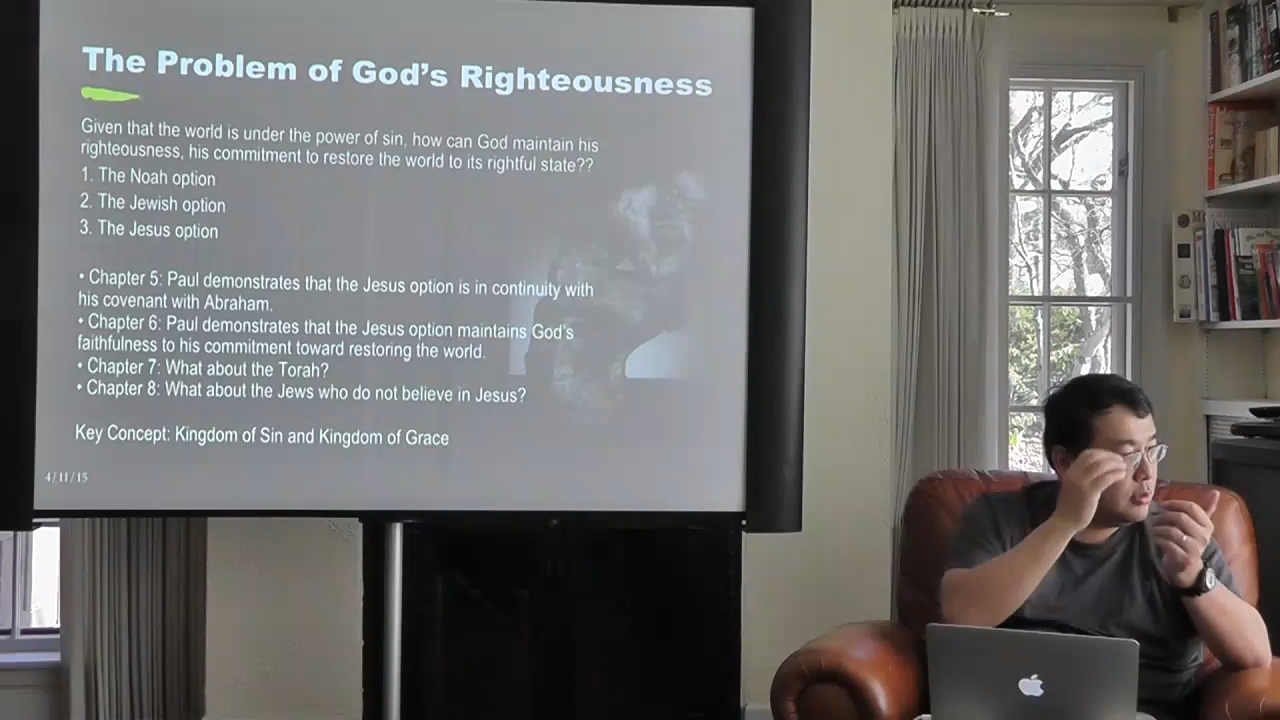 The Problem of God's Righteousness
Given that the world is under the power of sin, how can God maintain his
righteousness, his commitment to restore the world to its rightful state??
1. The Noah option
2. The Jewish option
3. The Jesus option
• Chapter 5: Paul demonstrates that the Jesus option is in continuity with
his covenant with Abraham.
• Chapter 6: Paul demonstrates that the Jesus option maintains God's
faithfulness to his commitment toward restoring the world.
• Chapter 7: What about the Torah?
• Chapter 8: What about the Jews who do not believe in Jesus?
Key Concept: Kingdom of Sin and Kingdom of Grace
4/11/15